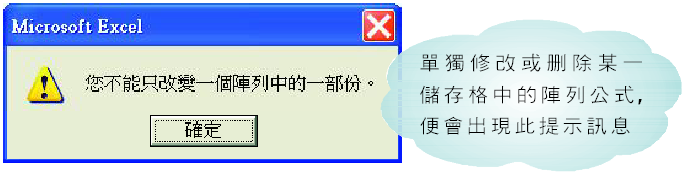 Microsoft Excel
您不能只改變一個陣列中的一部份。
確定
單獨修改或刪除某一
儲存格中的陣列公式,
便會出現此提示訊息